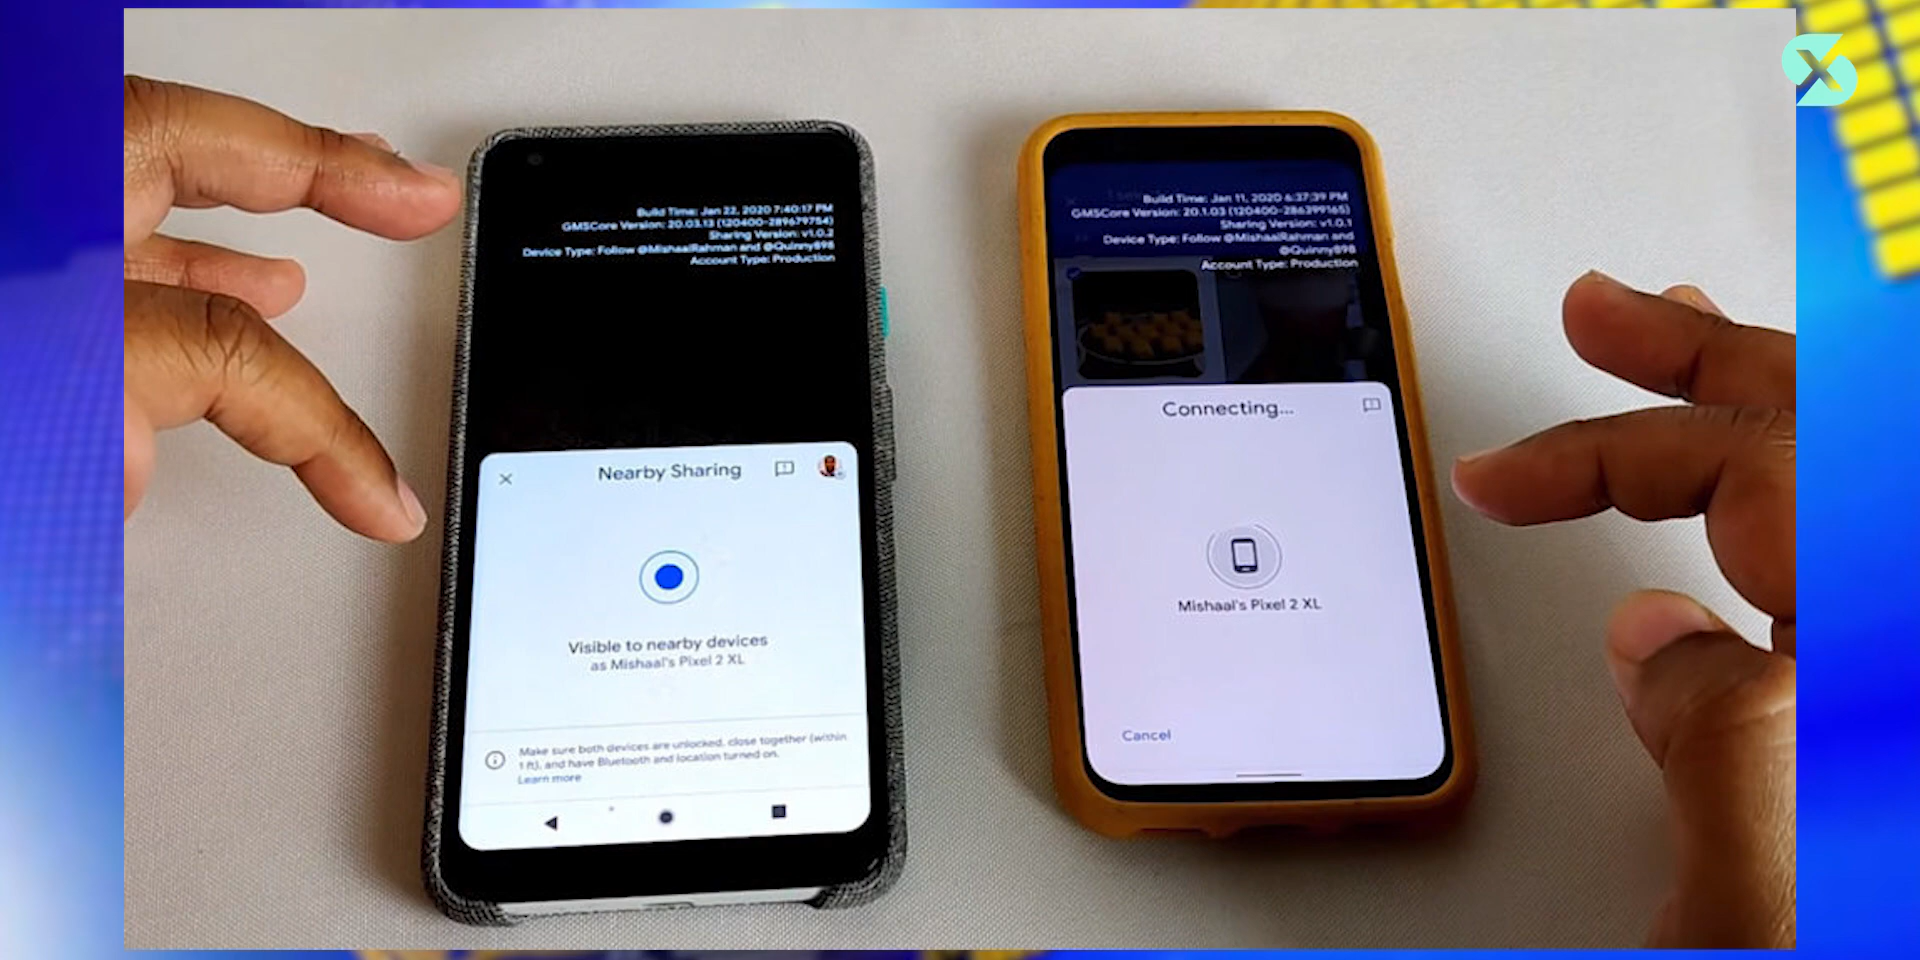 Build Time: Jan 22, 2020 7:40:17 PM
GMSCore Version: 20.03.13 (120400-289679754)
Sharing Version: v1.0.2
Device Type: Follow @MishaalRahman and @Quinny898
Account Type: Production
Nearby Sharing
Visible to nearby devices
as Mishaal's Pixel 2 XL
Make sure both devices are unlocked, close together (within
1 ft), and have Bluetooth and location turned on.
Learn more
Build Time: Jan 11, 2020 6:37:39 PM
GMSCore Version: 20.1.03 (120400-286399165)
Sharing Version: v1.0.1
Device Type: Follow @MishaalRahman and
@Quinny898
Account Type: Production
Connecting...
Mishaal's Pixel 2 XL
Cancel